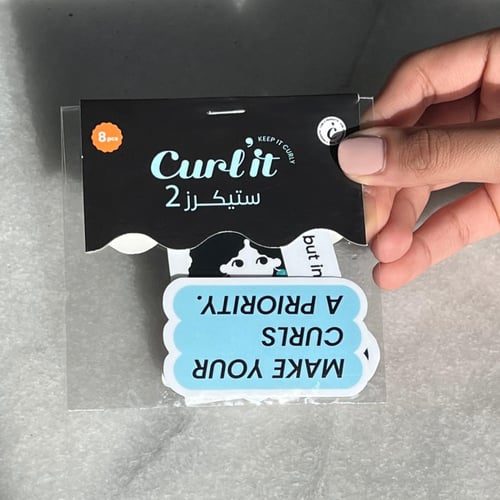 8 pcs
Curl'it
KEEP IT CURLY
ستيكرز 2
but in
MAKE YOUR
CURLS
A PRIORITY.